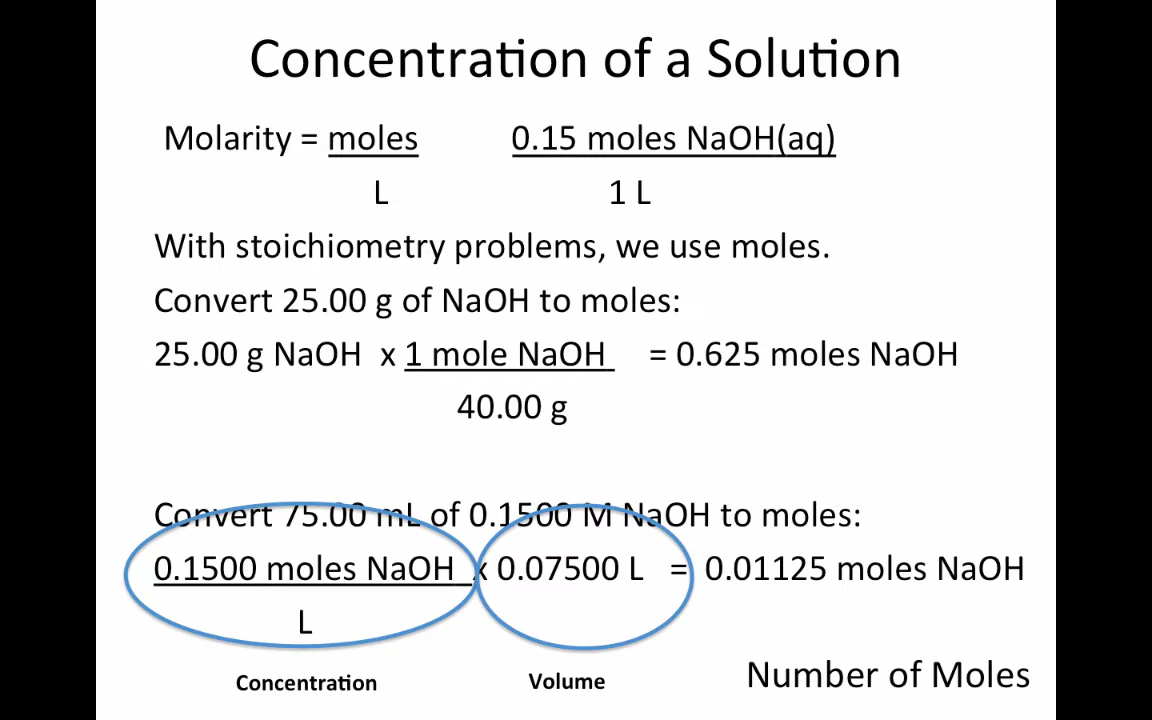 Concentration of a Solution
Molarity = moles 0.15 moles NaOH(aq)
L 1 L
With stoichiometry problems, we use moles.
Convert 25.00 g of NaOH to moles:
25.00 g NaOH x 1 mole NaOH = 0.625 moles NaOH
40.00 g
Convert 75.00 mL of 0.1500 M NaOH to moles:
0.1500 moles NaOH x 0.07500 L = 0.01125 moles NaOH
L
Concentration Volume Number of Moles